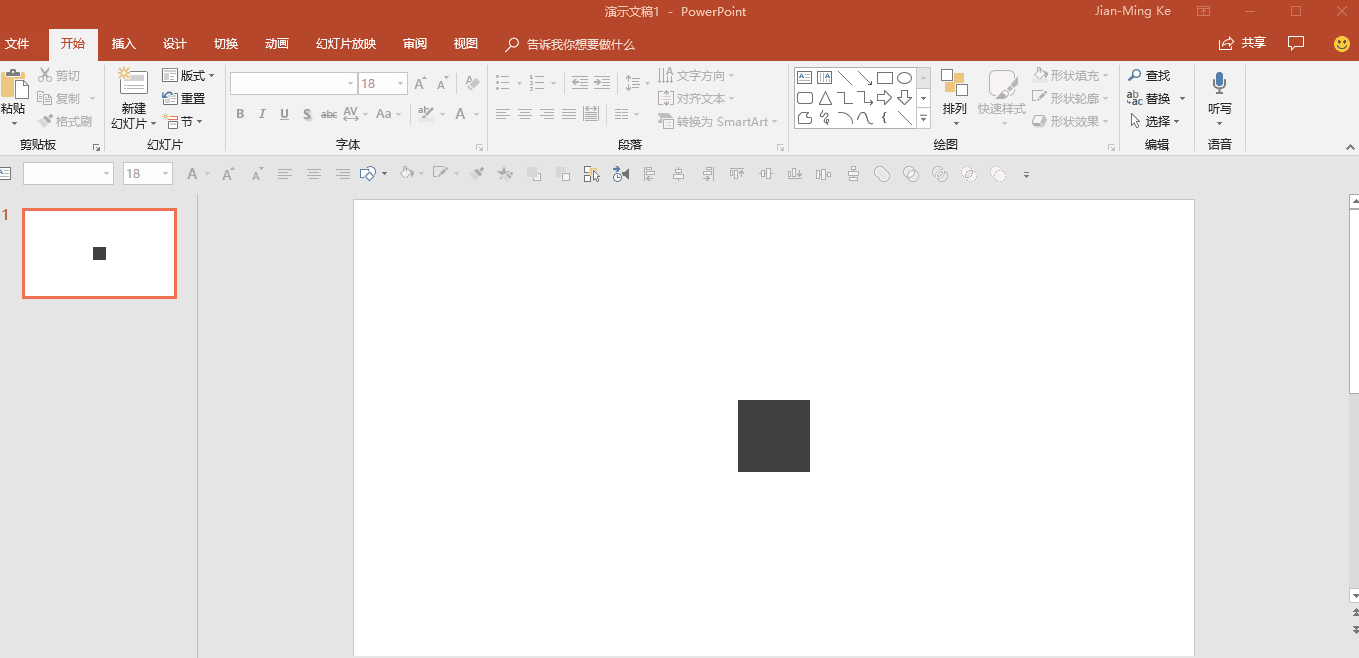 演示文稿1 - PowerPoint
Jian-Ming Ke
文件 开始 插入 设计 切换 动画 幻灯片放映 审阅 视图 告诉我你想要做什么 共享
粘贴
剪切
复制
格式刷
剪贴板
新建
幻灯片
版式
重置
节
幻灯片
18
B I U S abc AV Aa A
字体
文字方向
对齐文本
转换为 SmartArt
段落
排列
快速样式
形状填充
形状轮廓
形状效果
绘图
查找
替换
选择
编辑
听写
语音
18
1